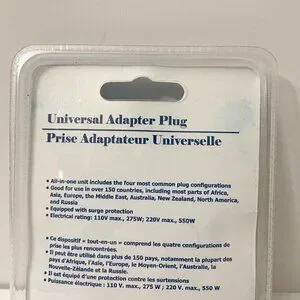 Universal Adapter Plug
Prise Adaptateur Universelle
• All-in-one unit includes the four most common plug configurations
• Good for use in over 150 countries, including most parts of Africa,
Asia, Europe, the Middle East, Australia, New Zealand, North America,
and Russia
• Equipped with surge protection
• Electrical rating: 110V max., 275W; 220V max., 550W
• Ce dispositif « tout-en-un » comprend les quatre configurations de
prise les plus rencontrées.
• Il peut être utilisé dans plus de 150 pays, notamment la plupart des
pays d'Afrique, l'Asie, l'Europe, le Moyen-Orient, l'Australie, la
Nouvelle-Zélande et la Russie.
• Il est équipé d'une protection contre les surtensions
• Puissance électrique : 110 V. max., 275 W ; 220 V. max., 550 W